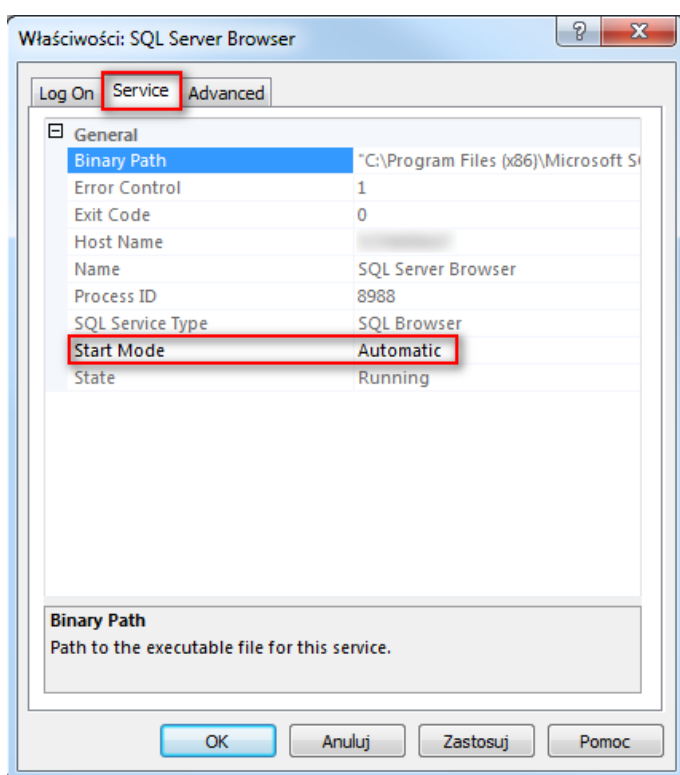 Właściwości: SQL Server Browser
Log On Service Advanced
General
Binary Path "C:\Program Files (x86)\Microsoft
Error Control 1
Exit Code 0
Host Name
Name SQL Server Browser
Process ID 8988
SQL Service Type SQL Browser
Start Mode Automatic
State Running
Binary Path
Path to the executable file for this service.
OK Anuluj Zastosuj Pomoc